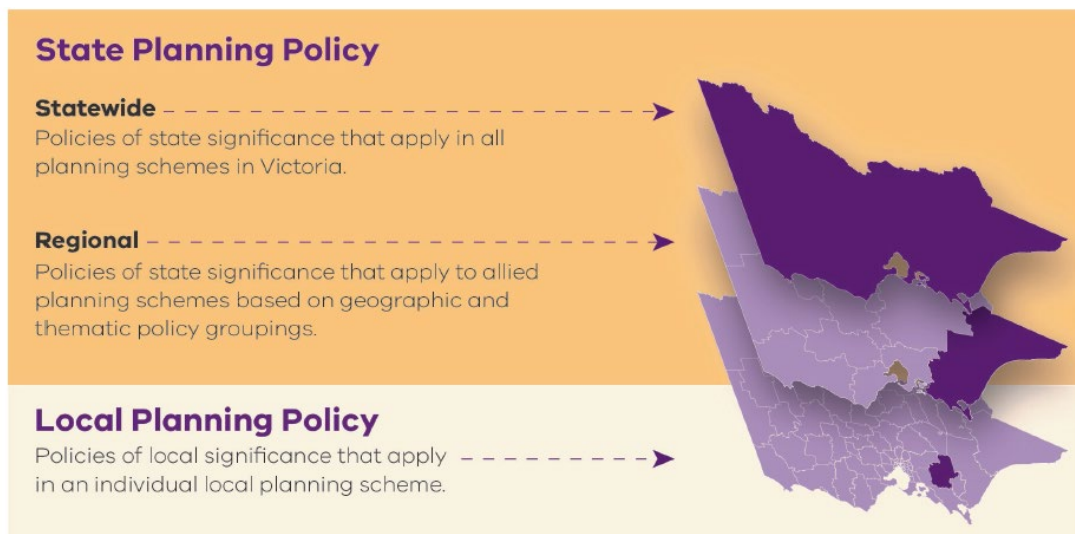 State Planning Policy
Statewide
Policies of state significance that apply in all
planning schemes in Victoria.
Regional
Policies of state significance that apply to allied
planning schemes based on geographic and
thematic policy groupings.
Local Planning Policy
Policies of local significance that apply
in an individual local planning scheme.